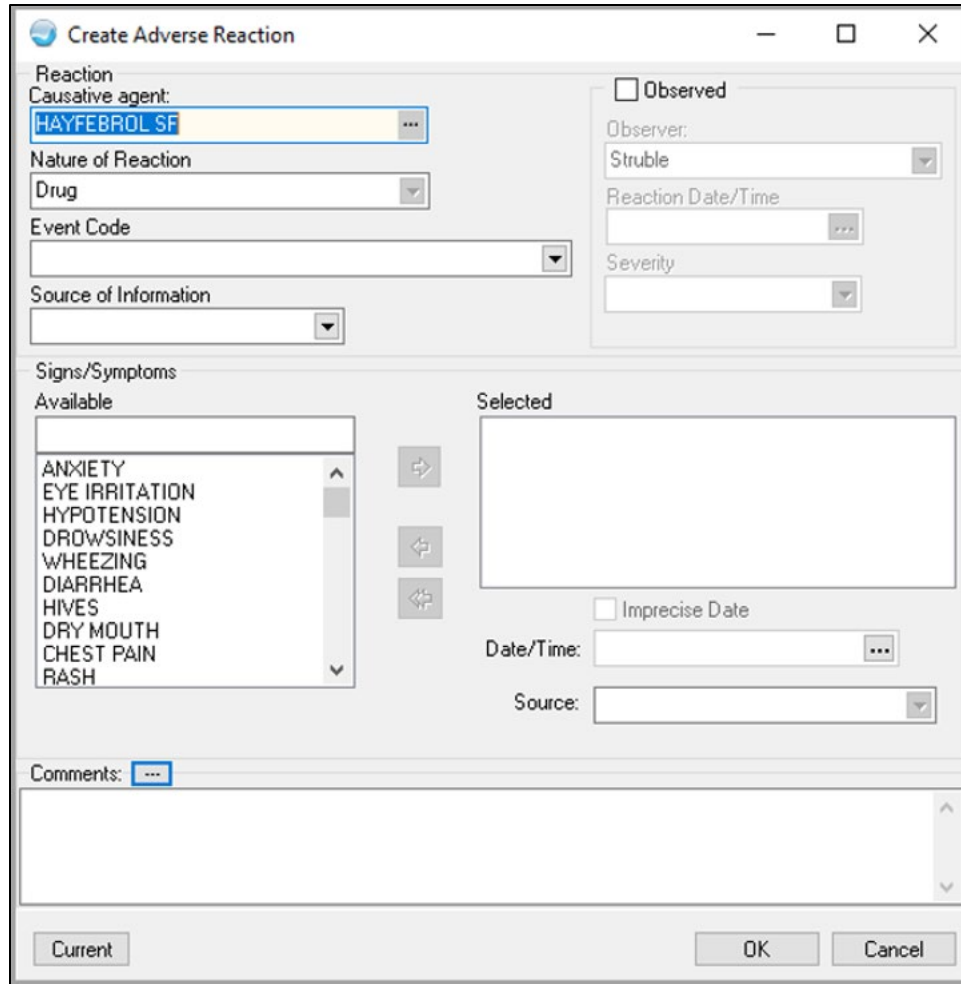 Create Adverse Reaction
Reaction
Causative agent:
HAYFEBROL SF
Nature of Reaction
Drug
Event Code
Source of Information
Observed
Observer:
Struble
Reaction Date/Time
Severity
Signs/Symptoms
Available
ANXIETY
EYE IRRITATION
HYPOTENSION
DROWSINESS
WHEEZING
DIARRHEA
HIVES
DRY MOUTH
CHEST PAIN
RASH
Selected
Imprecise Date
Date/Time:
Source:
Comments:
Current
OK
Cancel